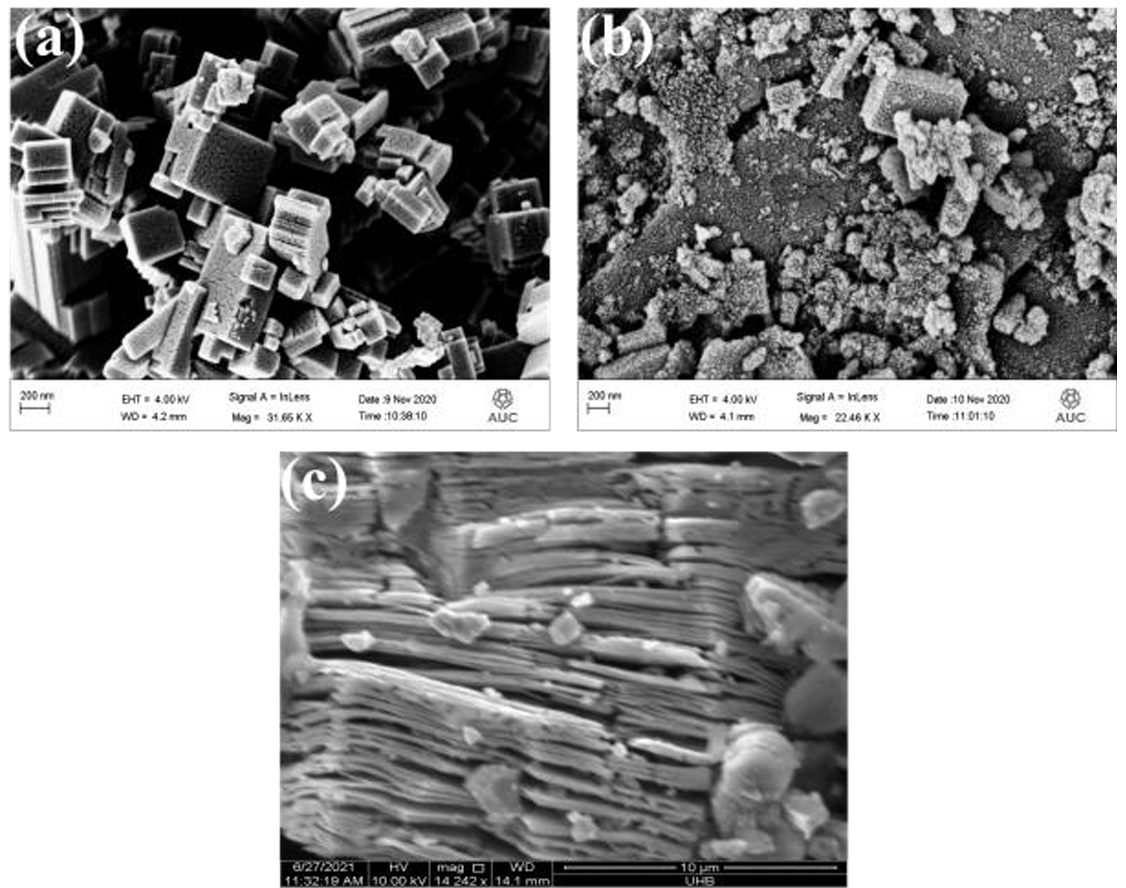 (a)
200 nm
EHT = 4.00 kV
WD = 4.2 mm
Signal A = InLens
Mag = 31.65 K X
Date :9 Nov 2020
Time :10:38:10
AUC
(b)
200 nm
EHT = 4.00 kV
WD = 4.1 mm
Signal A = InLens
Mag = 22.46 K X
Date :10 Nov 2020
Time :11:01:10
AUC
(c)
6/27/2021
11:32:19 AM
HV
10.00 kV
mag
14 242 x
WD
14.1 mm
10 µm
UHB